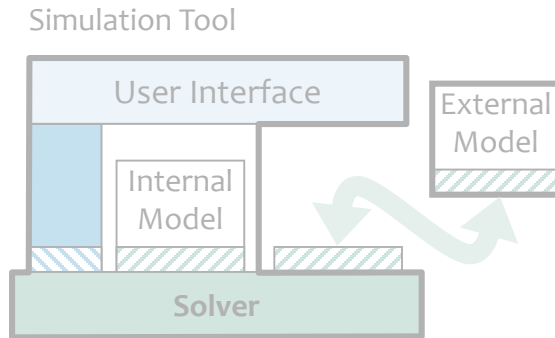 Simulation Tool
User Interface
External
Model
Internal
Model
Solver